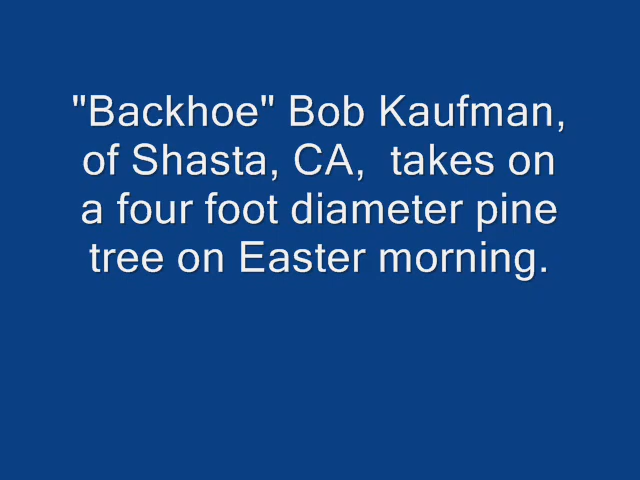 "Backhoe" Bob Kaufman,
of Shasta, CA,  takes on
a four foot diameter pine
tree on Easter morning.